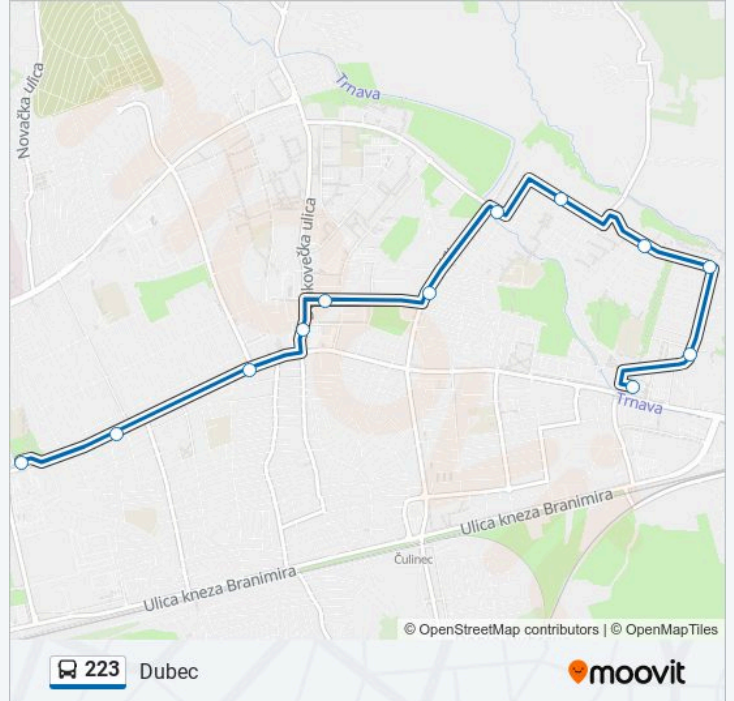 Novačka ulica
Trnava
kovečka ulica
Trnava
Ulica kneza Branimira
Čulinec
Ulica kneza Branimira
© OpenStreetMap contributors | © OpenMapTiles
223 Dubec
moovit